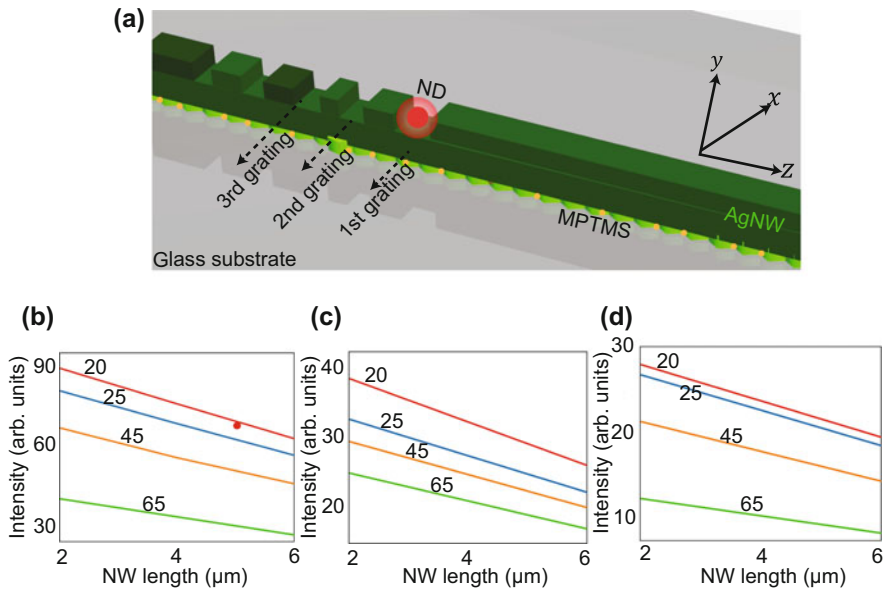 (a)
ND
y
x
z
3rd grating
2nd grating
1st grating
MPTMS
AgNW
Glass substrate
(b)
Intensity (arb. units)
90
60
30
20
25
45
65
2 4 6
NW length (μm)
(c)
Intensity (arb. units)
40
30
20
20
25
45
65
2 4 6
NW length (μm)
(d)
Intensity (arb. units)
30
20
10
20
25
45
65
2 4 6
NW length (μm)